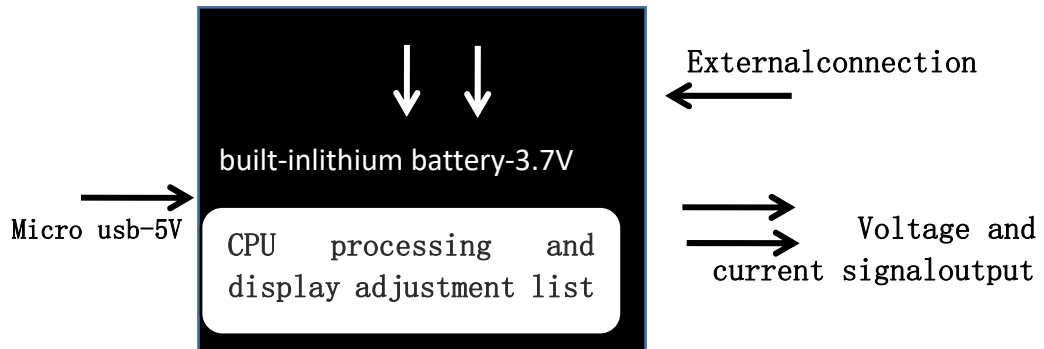 Externalconnection
built-inlithium battery-3.7V
Micro usb-5V
CPU processing and
display adjustment list
Voltage and
current signaloutput